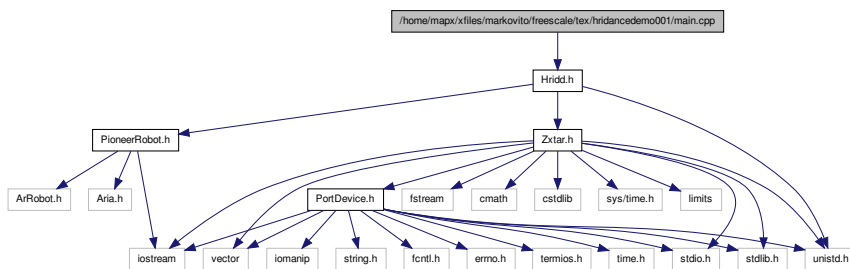 /home/mapx/xfiles/markovito/freescale/tex/hridancedemo001/main.cpp
Hridd.h
PioneerRobot.h
Zxtar.h
ArRobot.h
Aria.h
PortDevice.h
fstream
cmath
cstdlib
sys/time.h
limits
iostream
vector
iomanip
string.h
fcntl.h
errno.h
termios.h
time.h
stdio.h
stdlib.h
unistd.h